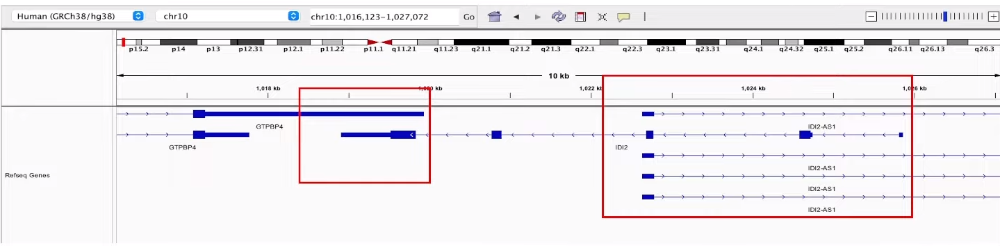 Human (GRCh38/hg38) chr10 chr10:1,016,123-1,027,072 Go
p15.2 p14 p13 p12.31 p12.1 p11.22 p11.1 q11.21 q11.23 q21.1 q21.2 q21.3 q22.1 q22.3 q23.1 q23.31 q24.1 q24.32 q25.1 q25.2 q26.11 q26.13 q26.3
10 kb
1,018 kb 1,020 kb 1,022 kb 1,024 kb 1,026 kb
GTPBP4 IDI2-AS1
GTPBP4 IDI2
IDI2-AS1
Refseq Genes
IDI2-AS1
IDI2-AS1